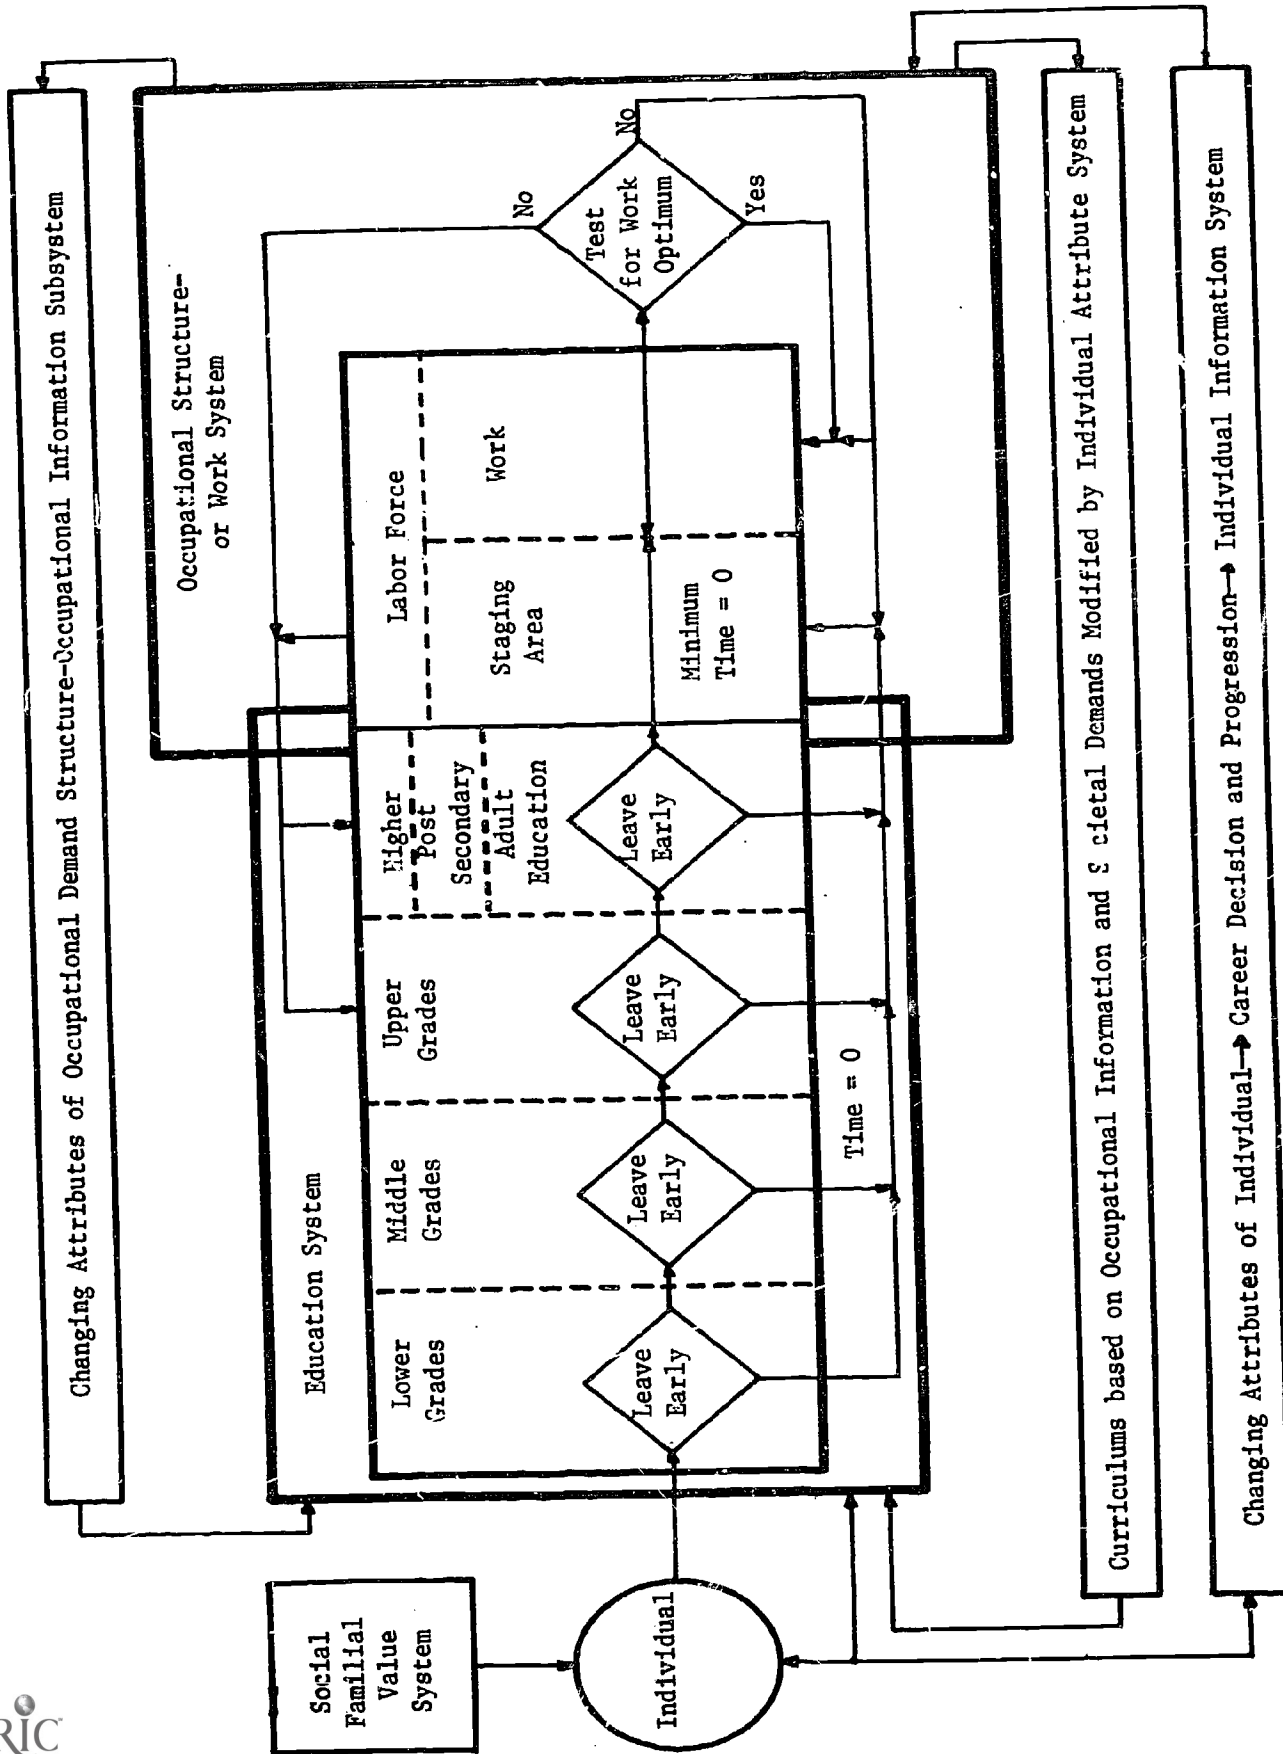 Changing Attributes of Occupational Demand Structure-Occupational Information Subsystem
Occupational Structure-
or Work System
Education System
Social
Familial
Value
System
Individual
Lower
Grades
Middle
Grades
Upper
Grades
Higher
Post
Secondary
Adult
Education
Labor Force
Staging
Area
Work
Leave
Early
Leave
Early
Leave
Early
Leave
Early
Minimum
Time = 0
Test
for Work
Optimum
No
No
Yes
Time = 0
Curriculums based on Occupational Information and S cietal Demands Modified by Individual Attribute System
Changing Attributes of Individual→ Career Decision and Progression→ Individual Information System
RIC